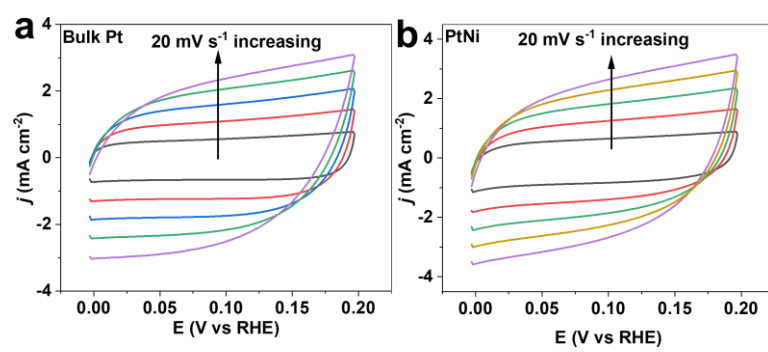 a
Bulk Pt
20 mV s⁻¹ increasing
4
2
0
-2
-4
j (mA cm⁻²)
0.00 0.05 0.10 0.15 0.20
E (V vs RHE)
b
PtNi
20 mV s⁻¹ increasing
4
2
0
-2
-4
j (mA cm⁻²)
0.00 0.05 0.10 0.15 0.20
E (V vs RHE)